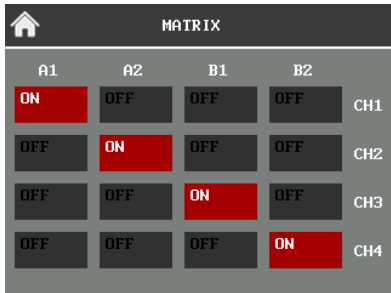 MATRIX
A1 A2 B1 B2
ON OFF OFF OFF CH1
OFF ON OFF OFF CH2
OFF OFF ON OFF CH3
OFF OFF OFF ON CH4